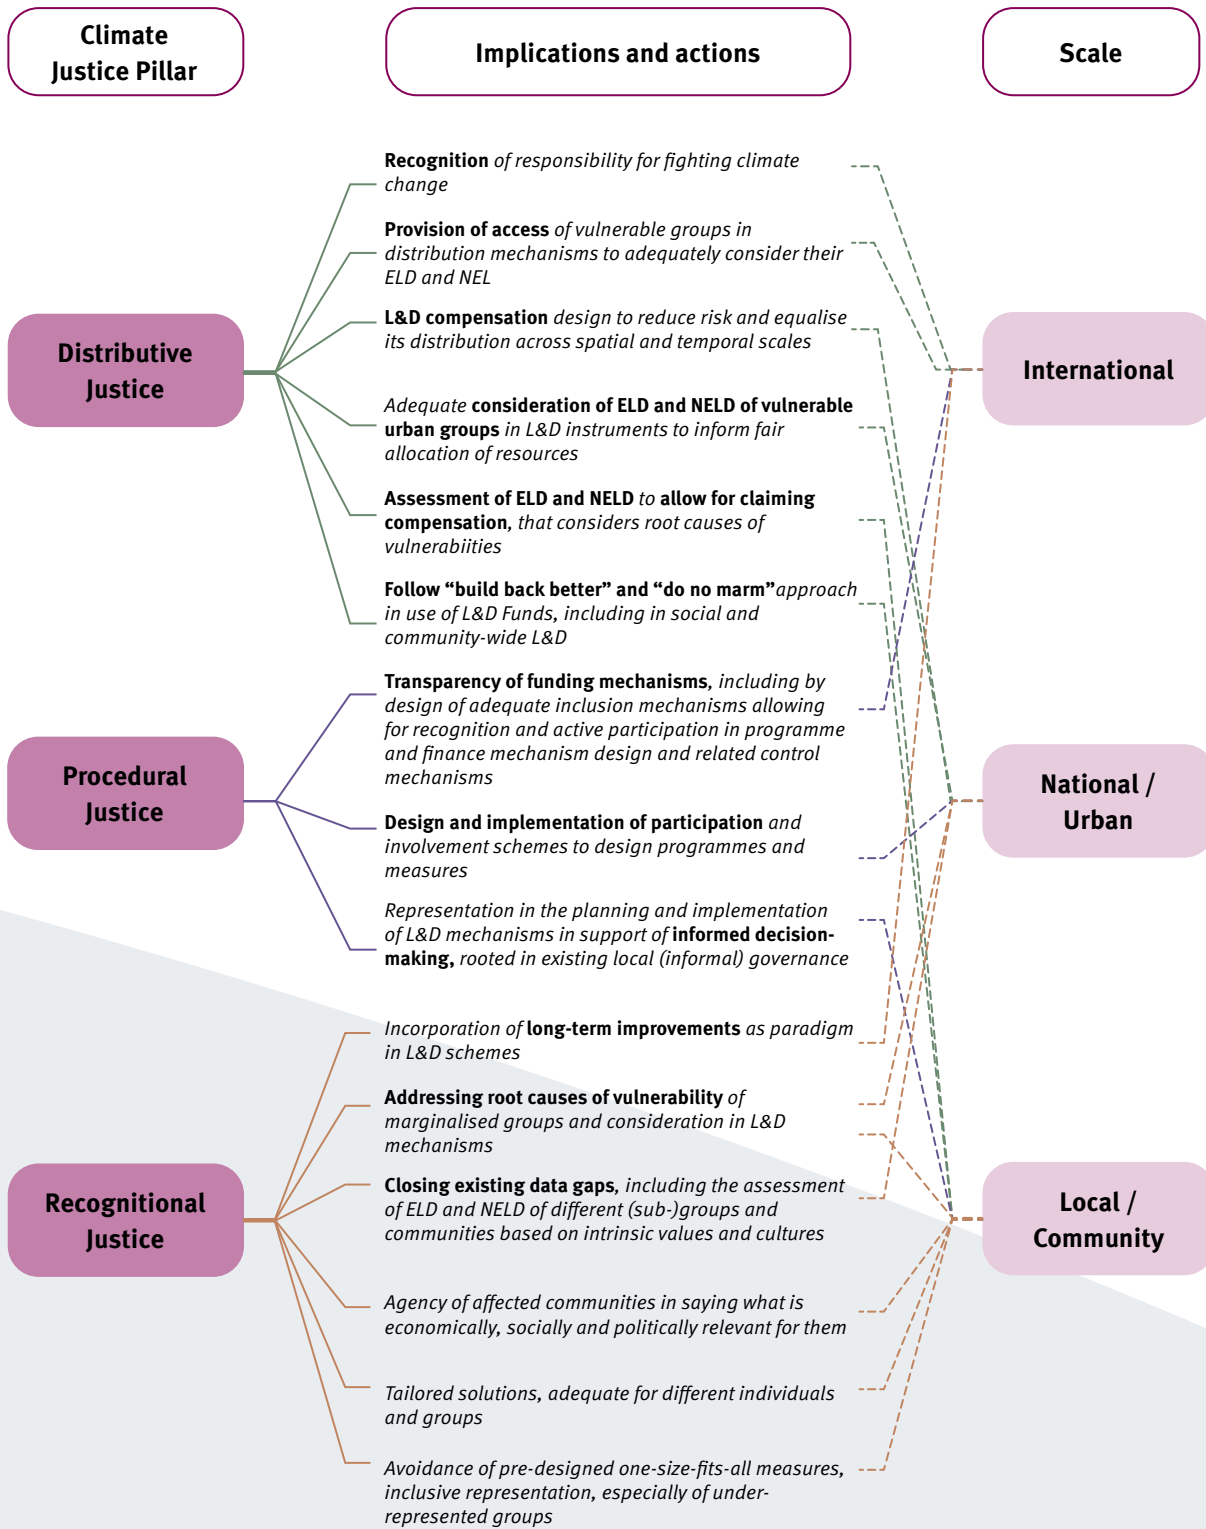 Climate
Justice Pillar
Implications and actions
Scale
Recognition of responsibility for fighting climate
change
Provision of access of vulnerable groups in
distribution mechanisms to adequately consider their
ELD and NEL
L&D compensation design to reduce risk and equalise
its distribution across spatial and temporal scales
Distributive
Justice
International
Adequate consideration of ELD and NELD of vulnerable
urban groups in L&D instruments to inform fair
allocation of resources
Assessment of ELD and NELD to allow for claiming
compensation, that considers root causes of
vulnerabiities
Follow “build back better” and “do no marm”approach
in use of L&D Funds, including in social and
community-wide L&D
Transparency of funding mechanisms, including by
design of adequate inclusion mechanisms allowing
for recognition and active participation in programme
and finance mechanism design and related control
mechanisms
Procedural
Justice
National /
Urban
Design and implementation of participation and
involvement schemes to design programmes and
measures
Representation in the planning and implementation
of L&D mechanisms in support of informed decision-
making, rooted in existing local (informal) governance
Incorporation of long-term improvements as paradigm
in L&D schemes
Addressing root causes of vulnerability of
marginalised groups and consideration in L&D
mechanisms
Closing existing data gaps, including the assessment
of ELD and NELD of different (sub-)groups and
communities based on intrinsic values and cultures
Recognitional
Justice
Local /
Community
Agency of affected communities in saying what is
economically, socially and politically relevant for them
Tailored solutions, adequate for different individuals
and groups
Avoidance of pre-designed one-size-fits-all measures,
inclusive representation, especially of under-
represented groups